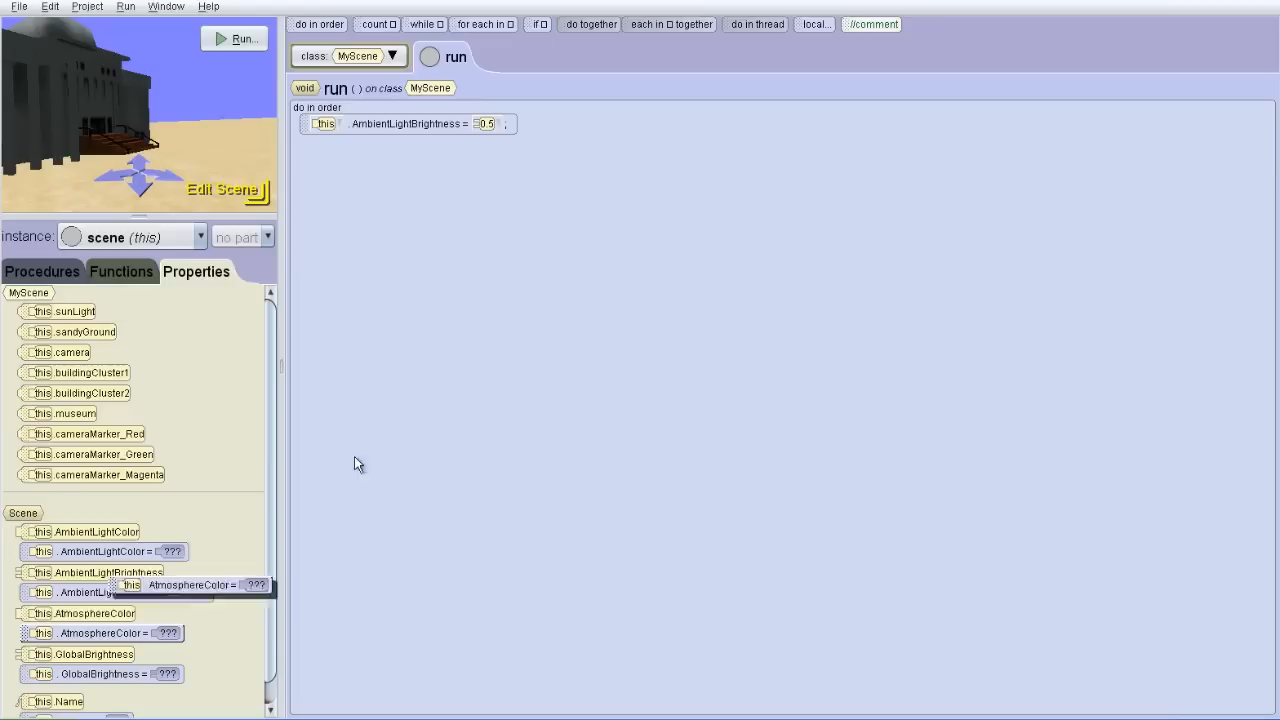 File Edit Project Run Window Help
do in order count while for each in if do together each in together do in thread local... //comment
Run...
class: MyScene run
void run ( ) on class MyScene
do in order
this . AmbientLightBrightness = 0.5 ;
Edit Scene
instance: scene (this) no part
Procedures Functions Properties
MyScene
this .sunLight
this .sandyGround
this .camera
this .buildingCluster1
this .buildingCluster2
this .museum
this .cameraMarker_Red
this .cameraMarker_Green
this .cameraMarker_Magenta
Scene
this .AmbientLightColor
this . AmbientLightColor = ???
this .AmbientLightBrightness
this AtmosphereColor = ???
this
this .AtmosphereColor
this . AtmosphereColor = ???
this .GlobalBrightness
this . GlobalBrightness = ???
this .Name